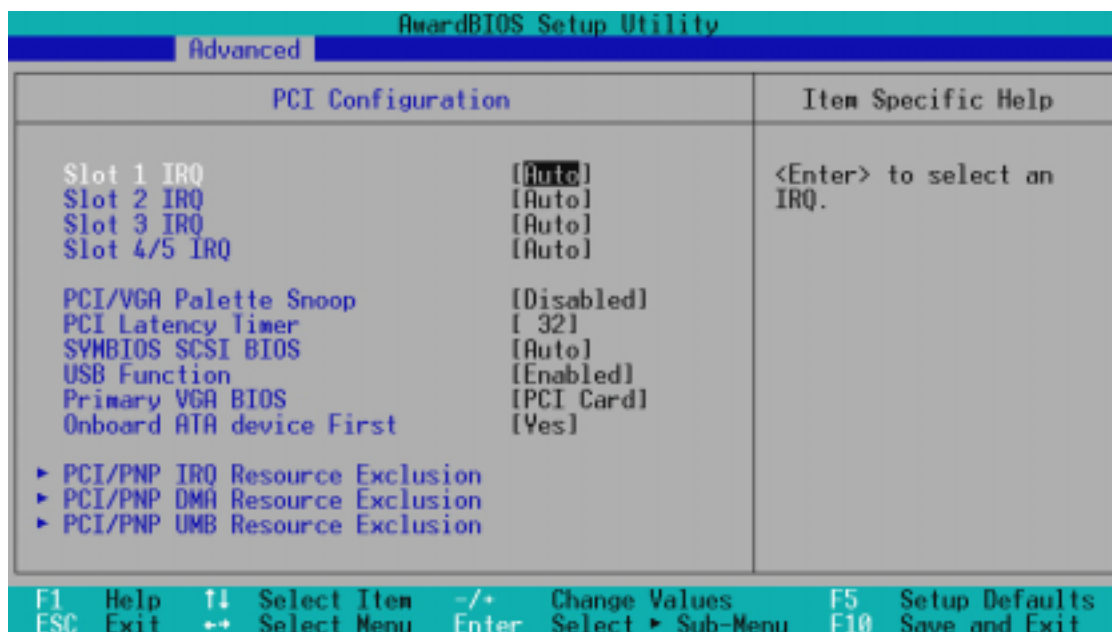 AwardBIOS Setup Utility
Advanced
PCI Configuration
Item Specific Help
Slot 1 IRQ [Auto]
Slot 2 IRQ [Auto]
Slot 3 IRQ [Auto]
Slot 4/5 IRQ [Auto]
PCI/VGA Palette Snoop [Disabled]
PCI Latency Timer [ 32]
SYMBIOS SCSI BIOS [Auto]
USB Function [Enabled]
Primary VGA BIOS [PCI Card]
Onboard ATA device First [Yes]
► PCI/PNP IRQ Resource Exclusion
► PCI/PNP DMA Resource Exclusion
► PCI/PNP UMB Resource Exclusion
<Enter> to select an
IRQ.
F1 Help ↑↓ Select Item -/+ Change Values F5 Setup Defaults
ESC Exit ←→ Select Menu Enter Select ► Sub-Menu F10 Save and Exit